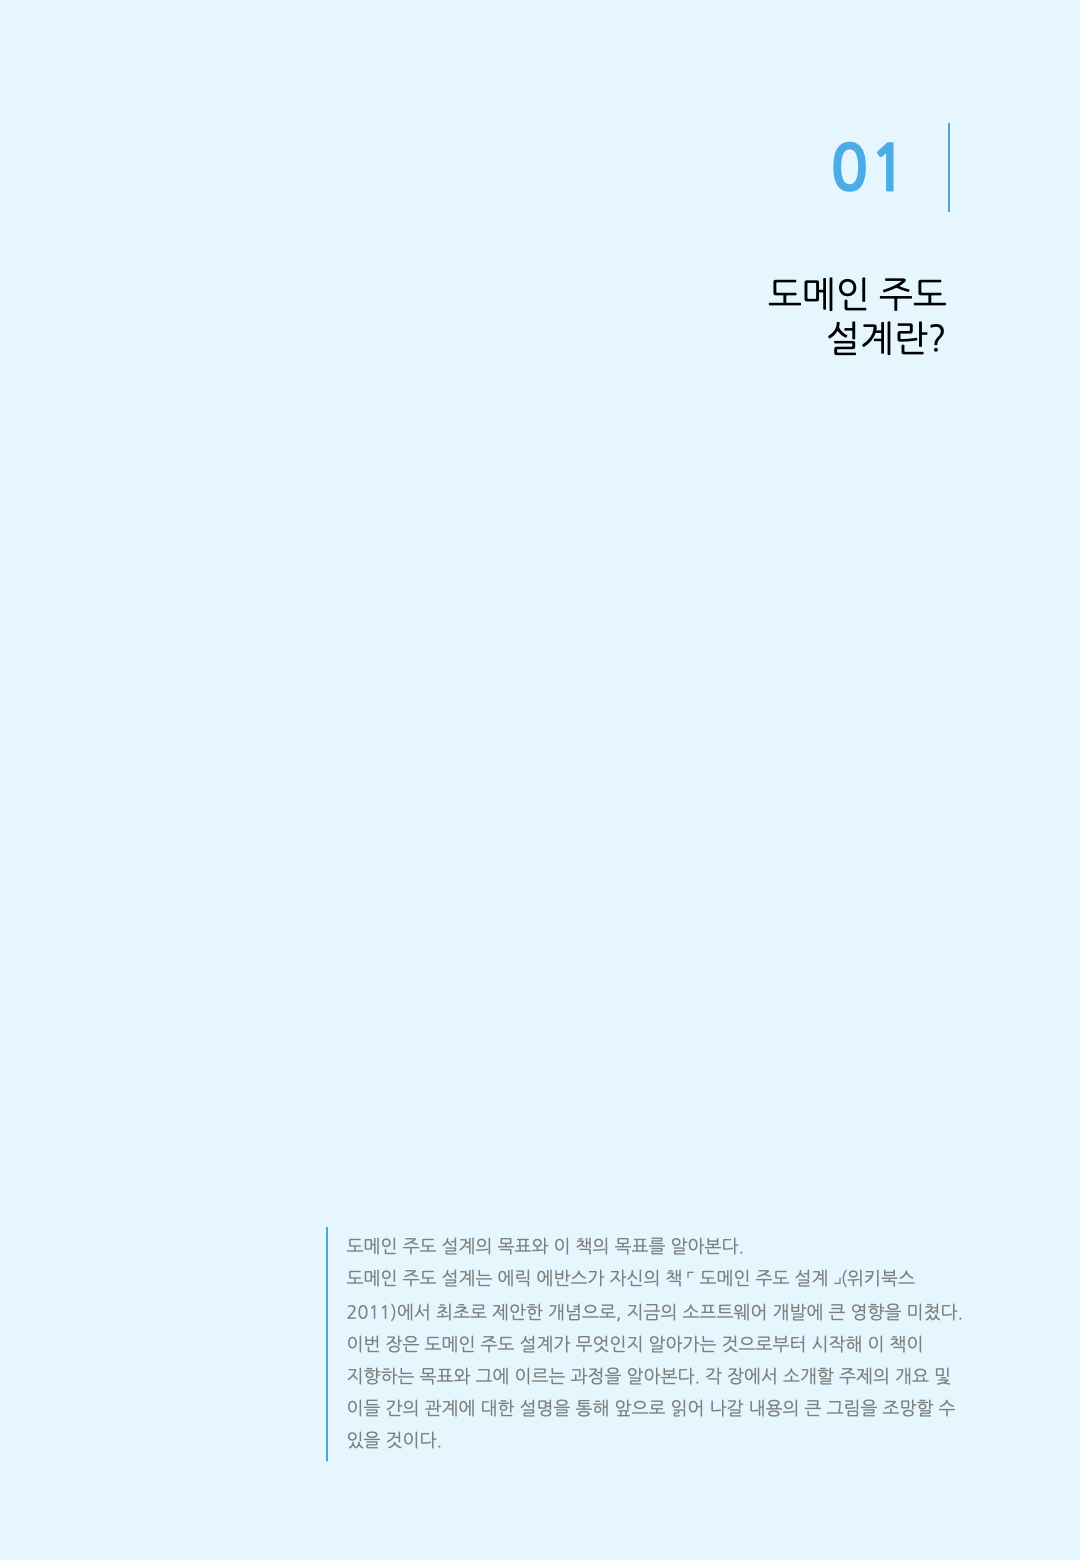 01
도메인 주도
설계란?
도메인 주도 설계의 목표와 이 책의 목표를 알아본다.
도메인 주도 설계는 에릭 에반스가 자신의 책 ｢ 도메인 주도 설계 ｣(위키북스
2011)에서 최초로 제안한 개념으로, 지금의 소프트웨어 개발에 큰 영향을 미쳤다.
이번 장은 도메인 주도 설계가 무엇인지 알아가는 것으로부터 시작해 이 책이
지향하는 목표와 그에 이르는 과정을 알아본다. 각 장에서 소개할 주제의 개요 및
이들 간의 관계에 대한 설명을 통해 앞으로 읽어 나갈 내용의 큰 그림을 조망할 수
있을 것이다.